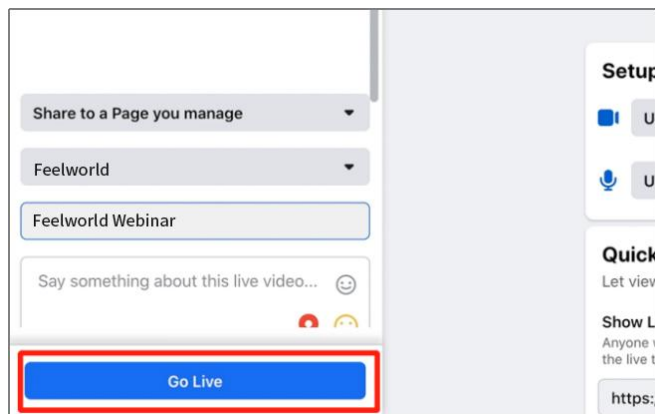 Share to a Page you manage
Feelworld
Feelworld Webinar
Say something about this live video...
Go Live
Setup
U
U
Quick
Let view
Show L
Anyone
the live t
https: